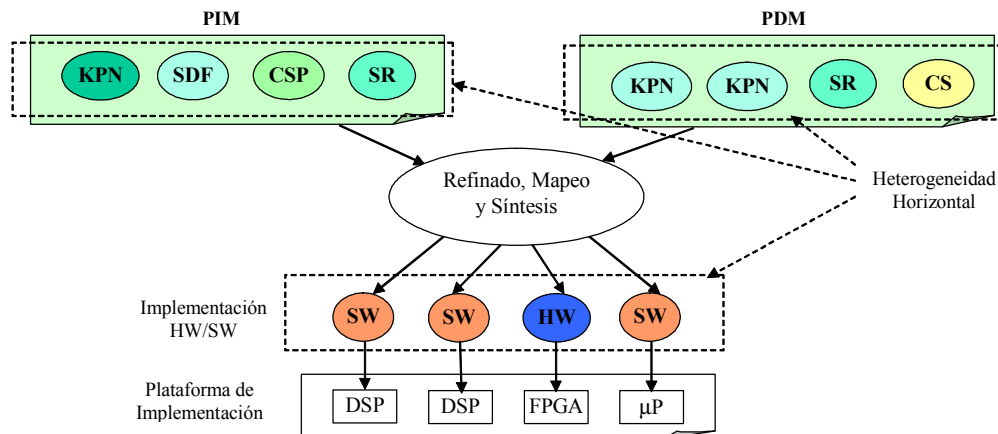 PIM
PDM
KPN
SDF
CSP
SR
KPN
KPN
SR
CS
Refinado, Mapeo
y Síntesis
Heterogeneidad
Horizontal
Implementación
HW/SW
SW
SW
HW
SW
Plataforma de
Implementación
DSP
DSP
FPGA
µP